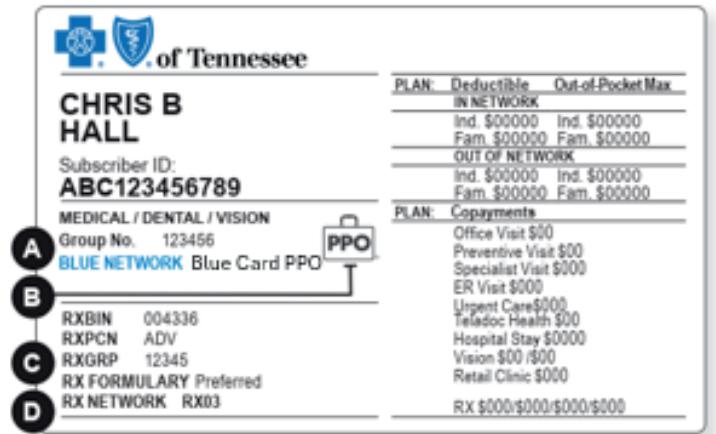 of Tennessee
CHRIS B
HALL
Subscriber ID:
ABC123456789
MEDICAL / DENTAL / VISION
A Group No. 123456
BLUE NETWORK Blue Card PPO
PPO
B
RXBIN 004336
RXPCN ADV
C RXGRP 12345
RX FORMULARY Preferred
D RX NETWORK RX03
PLAN: Deductible Out-of-Pocket Max
IN NETWORK
Ind. $00000 Ind. $00000
Fam. $00000 Fam. $00000
OUT OF NETWORK
Ind. $00000 Ind. $00000
Fam. $00000 Fam. $00000
PLAN: Copayments
Office Visit $00
Preventive Visit $00
Specialist Visit $000
ER Visit $000
Urgent Care$000
Teladoc Health $00
Hospital Stay $0000
Vision $00 /$00
Retail Clinic $000
RX $000/$000/$000/$000